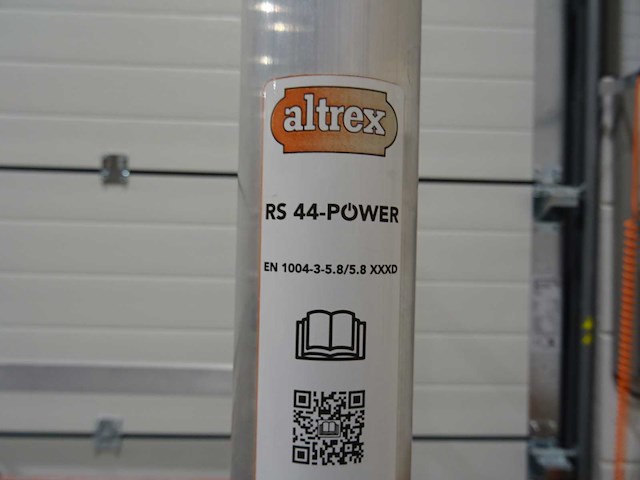 altrex
RS 44-POWER
EN 1004-3-5.8/5.8 XXXD